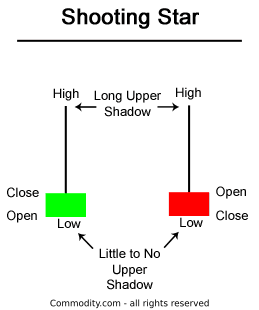 Shooting Star
High
Long Upper
Shadow
High
Close
Open
Low
Open
Close
Low
Little to No
Upper
Shadow
Commodity.com - all rights reserved